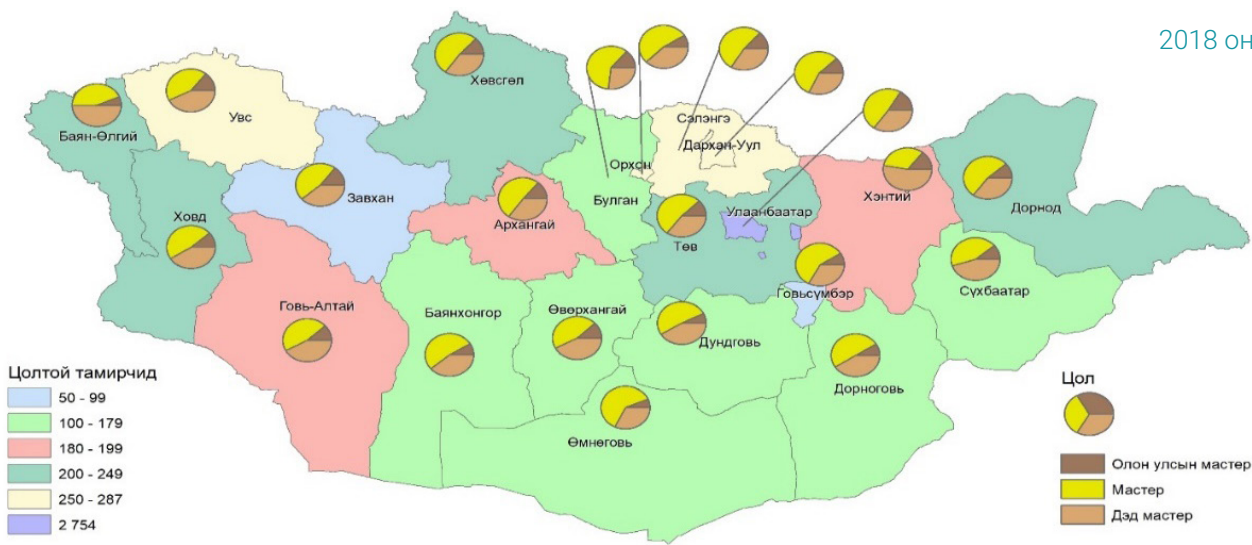 2018 он
Хөвсгөл
Увс
Баян-Өлгий
Сэлэнгэ
Дархан-Уул
Орхон
Завхан
Булган
Хэнтий
Ховд
Архангай
Улаанбаатар
Дорнод
Төв
Говь-Алтай
Баянхонгор
Өвөрхангай
Говьсүмбэр
Сүхбаатар
Дундговь
Дорноговь
Өмнөговь
Цолтой тамирчид
50 - 99
100 - 179
180 - 199
200 - 249
250 - 287
2 754
Цол
Олон улсын мастер
Мастер
Дэд мастер